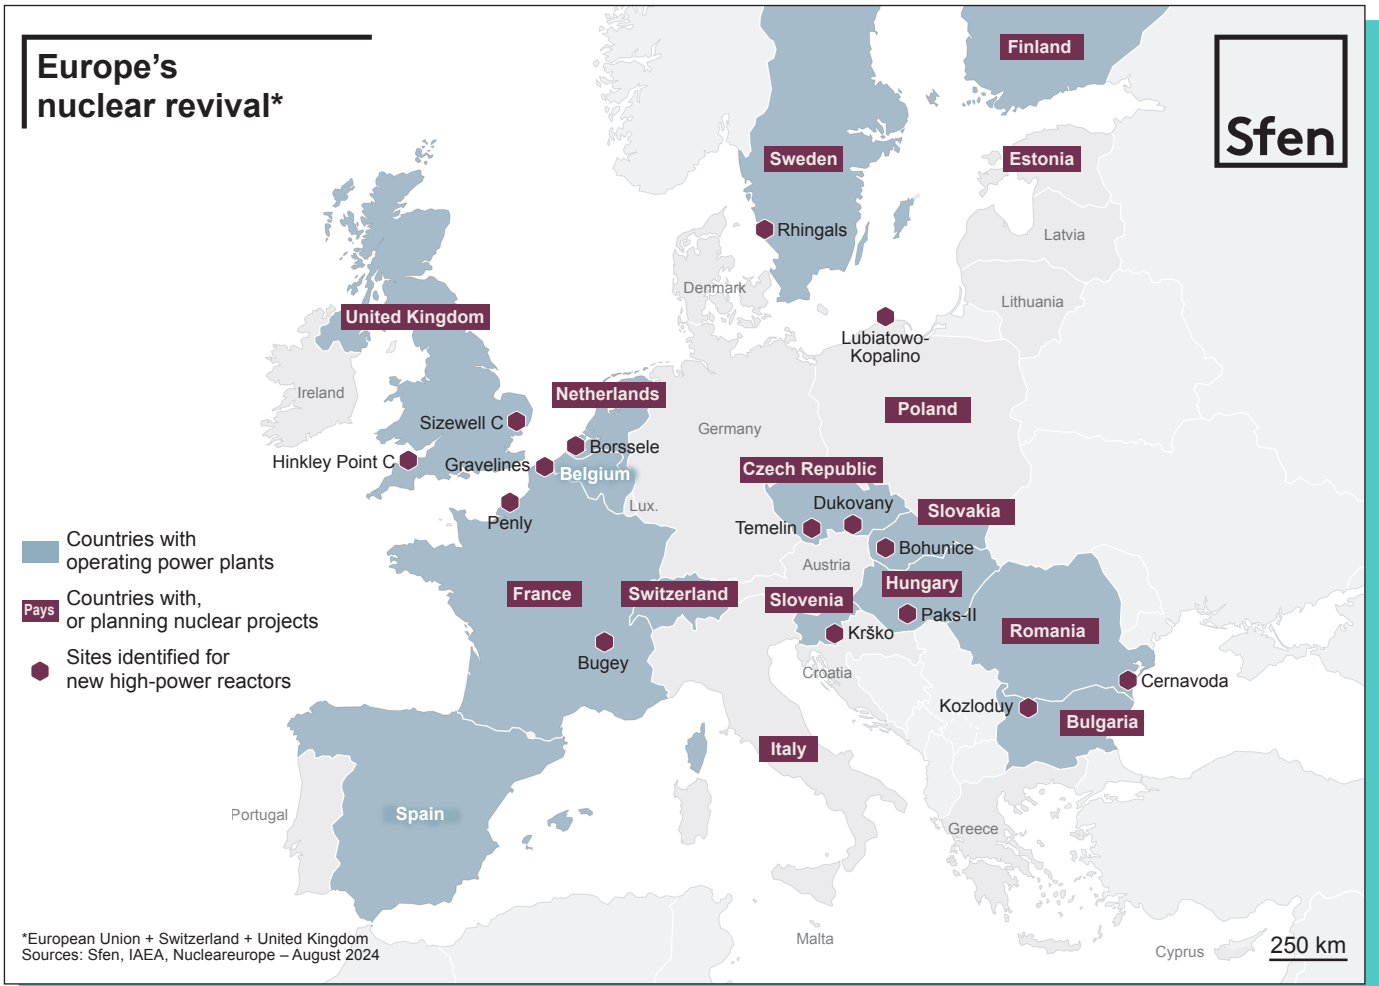 Europe's
nuclear revival*
Sfen
Finland
Sweden
Estonia
Rhingals
Latvia
Denmark
Lithuania
United Kingdom
Lubiatowo-
Kopalino
Ireland
Netherlands
Poland
Sizewell C
Germany
Borssele
Hinkley Point C
Gravelines
Belgium
Czech Republic
Dukovany
Slovakia
Lux.
Penly
Temelin
Bohunice
Austria
Hungary
France
Switzerland
Slovenia
Paks-II
Krško
Romania
Bugey
Croatia
Cernavoda
Kozloduy
Bulgaria
Italy
Portugal
Spain
Greece
Malta
Cyprus
Countries with
operating power plants
Pays
Countries with,
or planning nuclear projects
Sites identified for
new high-power reactors
*European Union + Switzerland + United Kingdom
Sources: Sfen, IAEA, Nucleareurope – August 2024
250 km